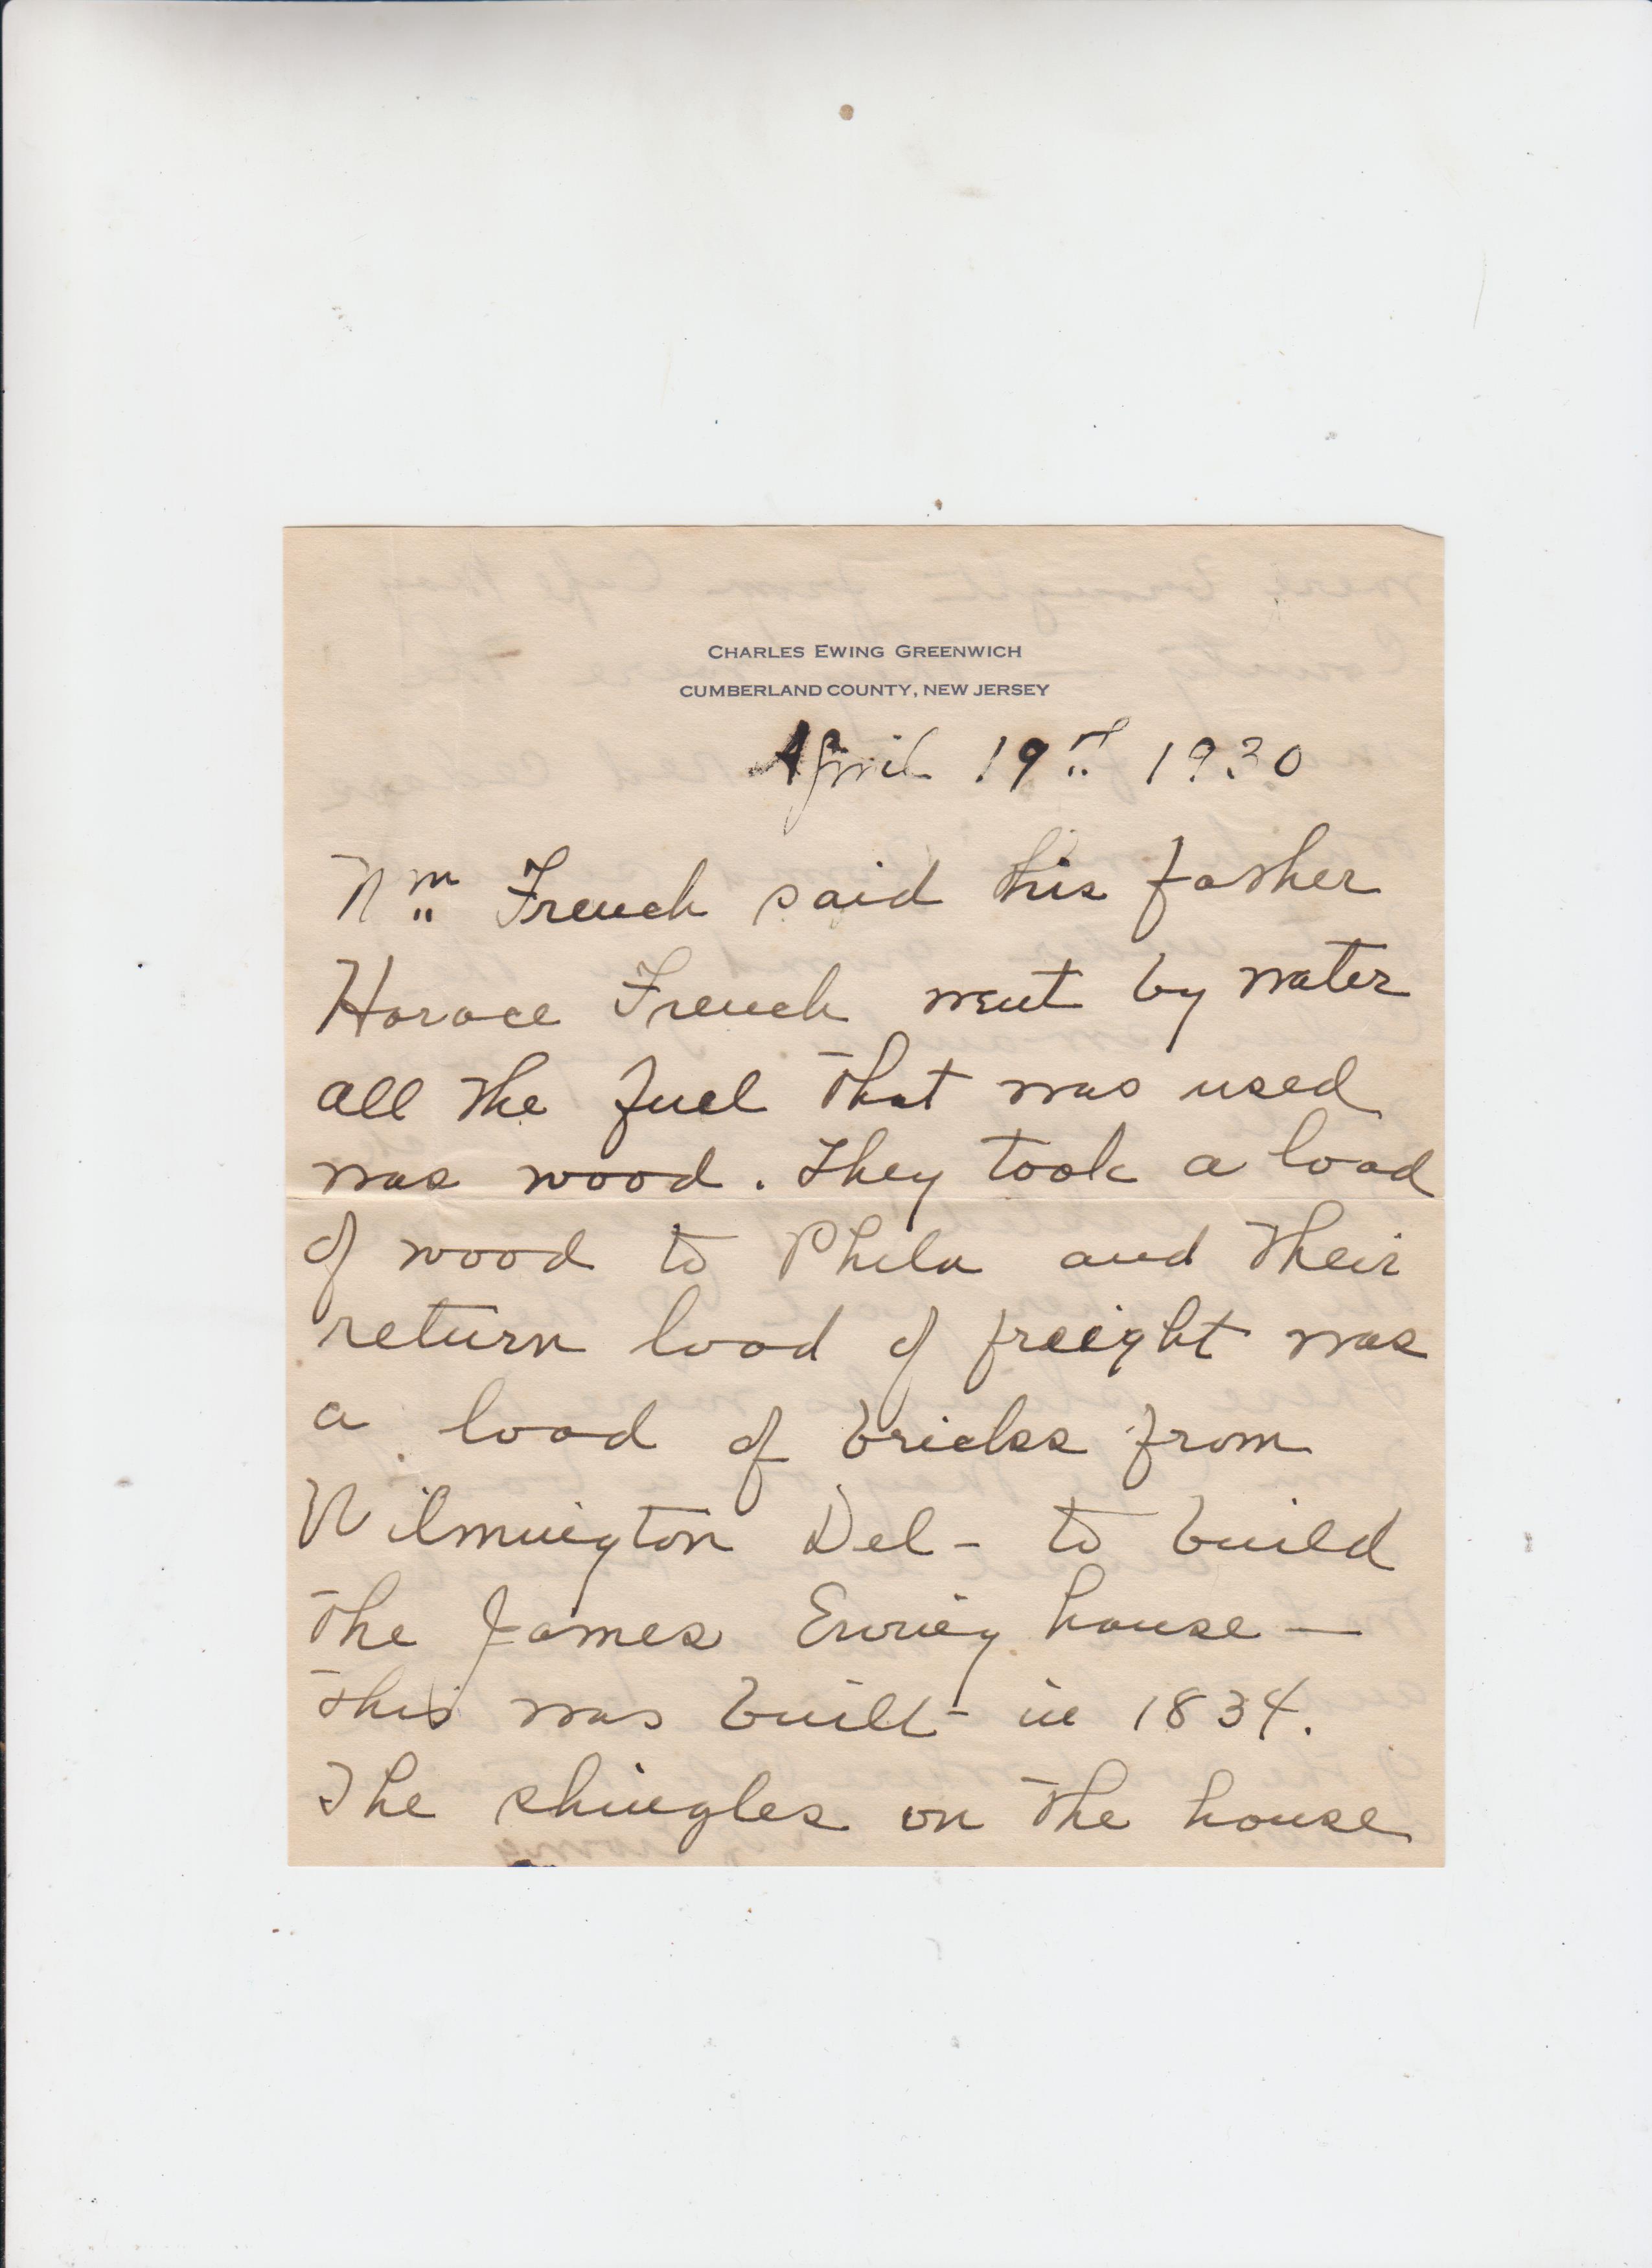 CHARLES EWING GREENWICH
CUMBERLAND COUNTY, NEW JERSEY
April 19th 1930
Wm French said his father
Horace French went by water
all the fuel that was used
was wood. They took a load
of wood to Phila and their
return load of freight was
a load of bricks from
Wilmington Del - to build
the James Ewing house —
this was built - in 1834.
The shingles on the house